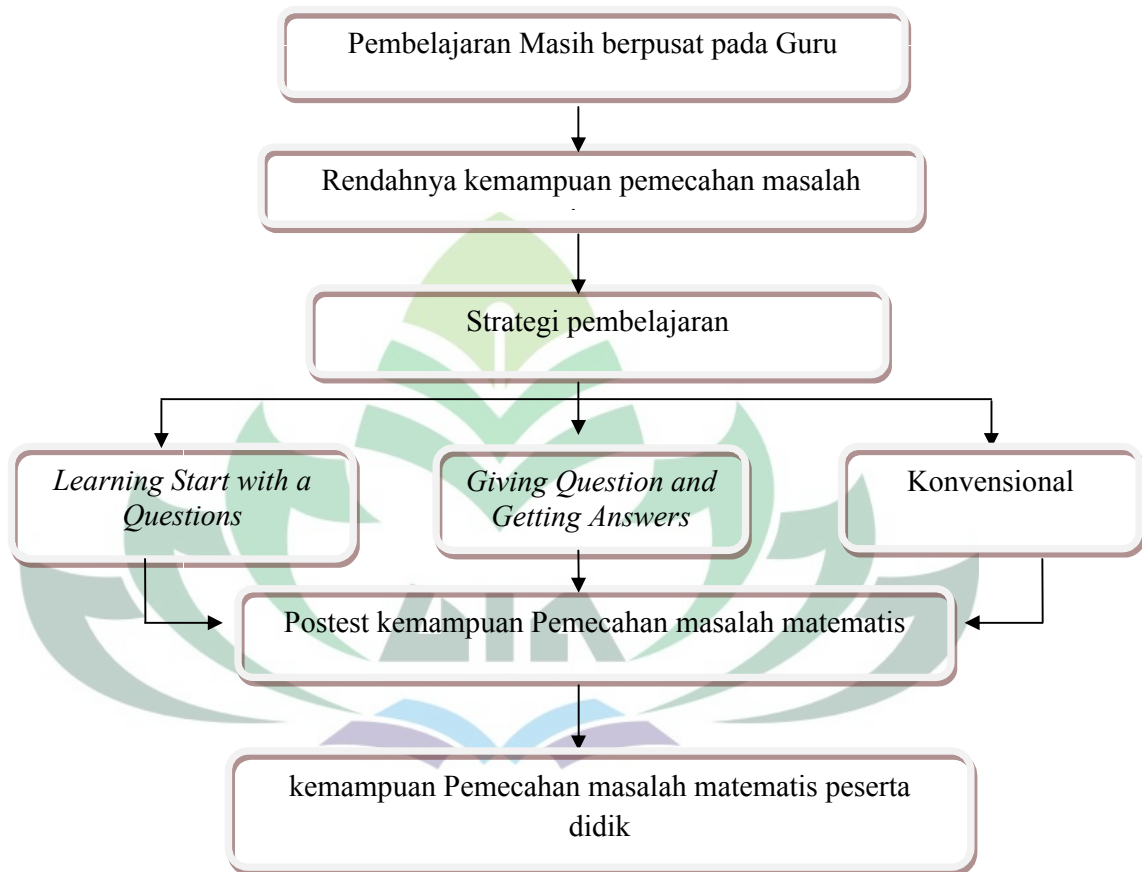 Pembelajaran Masih berpusat pada Guru
Rendahnya kemampuan pemecahan masalah
Strategi pembelajaran
Learning Start with a
Questions
Giving Question and
Getting Answers
Konvensional
Postest kemampuan Pemecahan masalah matematis
kemampuan Pemecahan masalah matematis peserta
didik